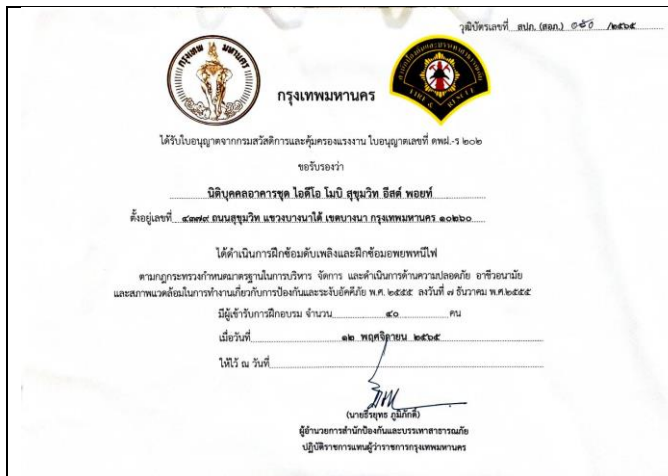 วุฒิบัตรเลขที่ สปภ. (สอภ.) ๐๕๐ /๒๕๖๕
กรุงเทพ มหานคร
FIRE & RESCUE
กรุงเทพมหานคร
ได้รับใบอนุญาตจากกรมสวัสดิการและคุ้มครองแรงงาน ใบอนุญาตเลขที่ ดพฝ.-ร ๒๐๒
ขอรับรองว่า
นิติบุคคลอาคารชุด ไอดีโอ โมบิ สุขุมวิท อีสต์ พอยท์
ตั้งอยู่เลขที่ ๔๓๗๙ ถนนสุขุมวิท แขวงบางนาใต้ เขตบางนา กรุงเทพมหานคร ๑๐๒๖๐
ได้ดำเนินการฝึกซ้อมดับเพลิงและฝึกซ้อมอพยพหนีไฟ
ตามกฎกระทรวงกำหนดมาตรฐานในการบริหาร จัดการ และดำเนินการด้านความปลอดภัย อาชีวอนามัย
และสภาพแวดล้อมในการทำงานเกี่ยวกับการป้องกันและระงับอัคคีภัย พ.ศ. ๒๕๕๕ ลงวันที่ ๗ ธันวาคม พ.ศ.๒๕๕๕
มีผู้เข้ารับการฝึกอบรม จำนวน ๔๐ คน
เมื่อวันที่ ๑๒ พฤศจิกายน ๒๕๖๕
ให้ไว้ ณ วันที่
(นายธีรยุทธ ภูมิภักดิ์)
ผู้อำนวยการสำนักป้องกันและบรรเทาสาธารณภัย
ปฏิบัติราชการแทนผู้ว่าราชการกรุงเทพมหานคร